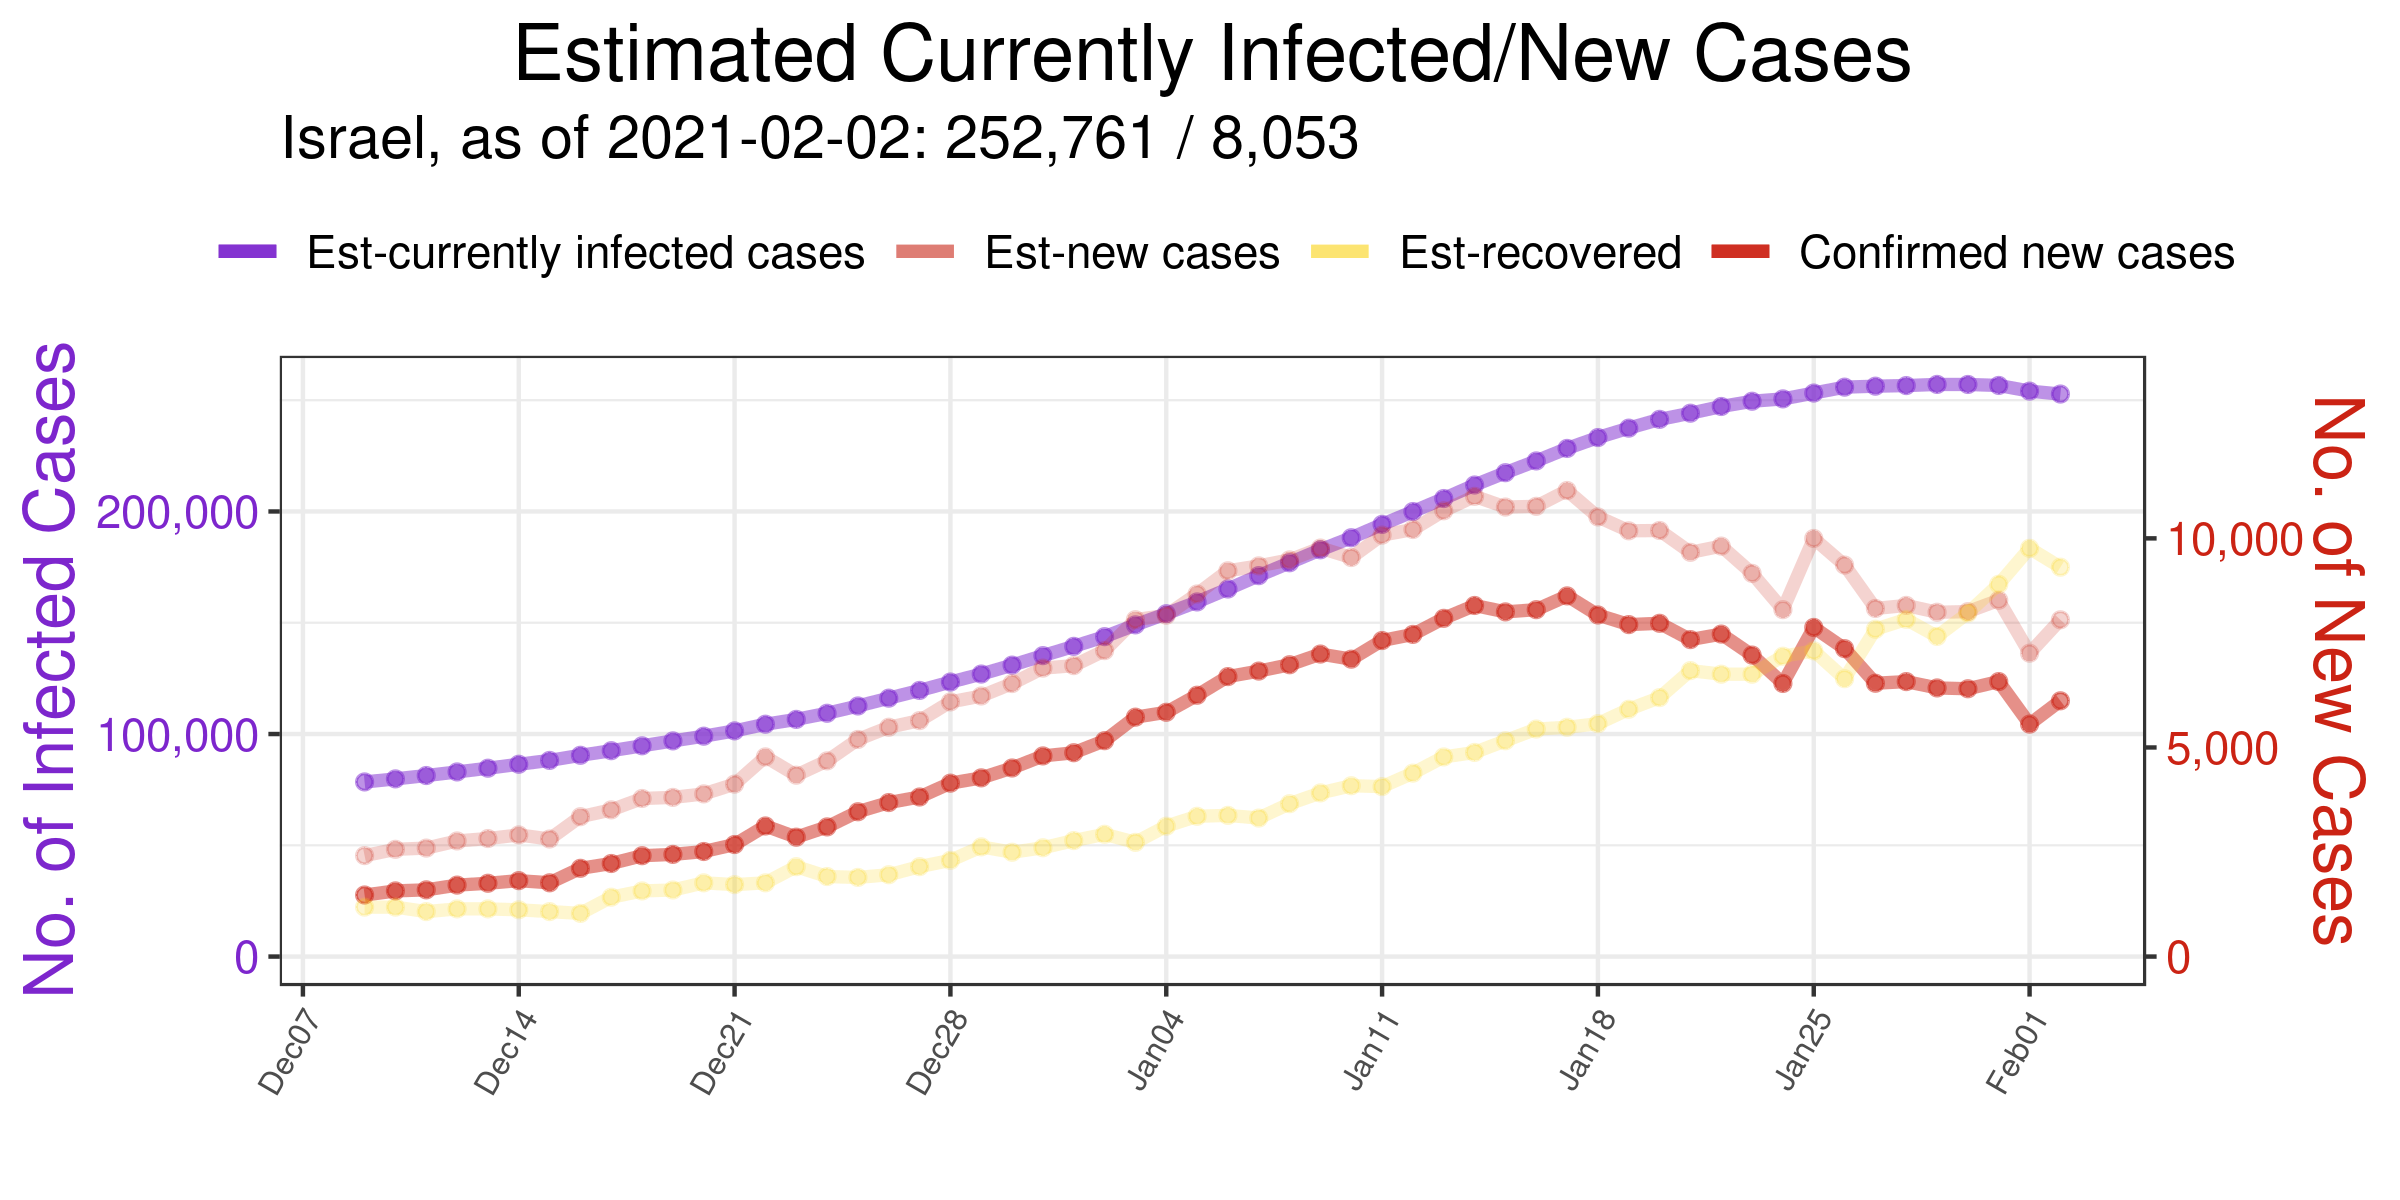 Estimated Currently Infected/New Cases
Israel, as of 2021-02-02: 252,761 / 8,053
Est-currently infected cases Est-new cases Est-recovered Confirmed new cases
No. of Infected Cases
200,000
100,000
0
No. of New Cases
10,000
5,000
0
Dec07 Dec14 Dec21 Dec28 Jan04 Jan11 Jan18 Jan25 Feb01